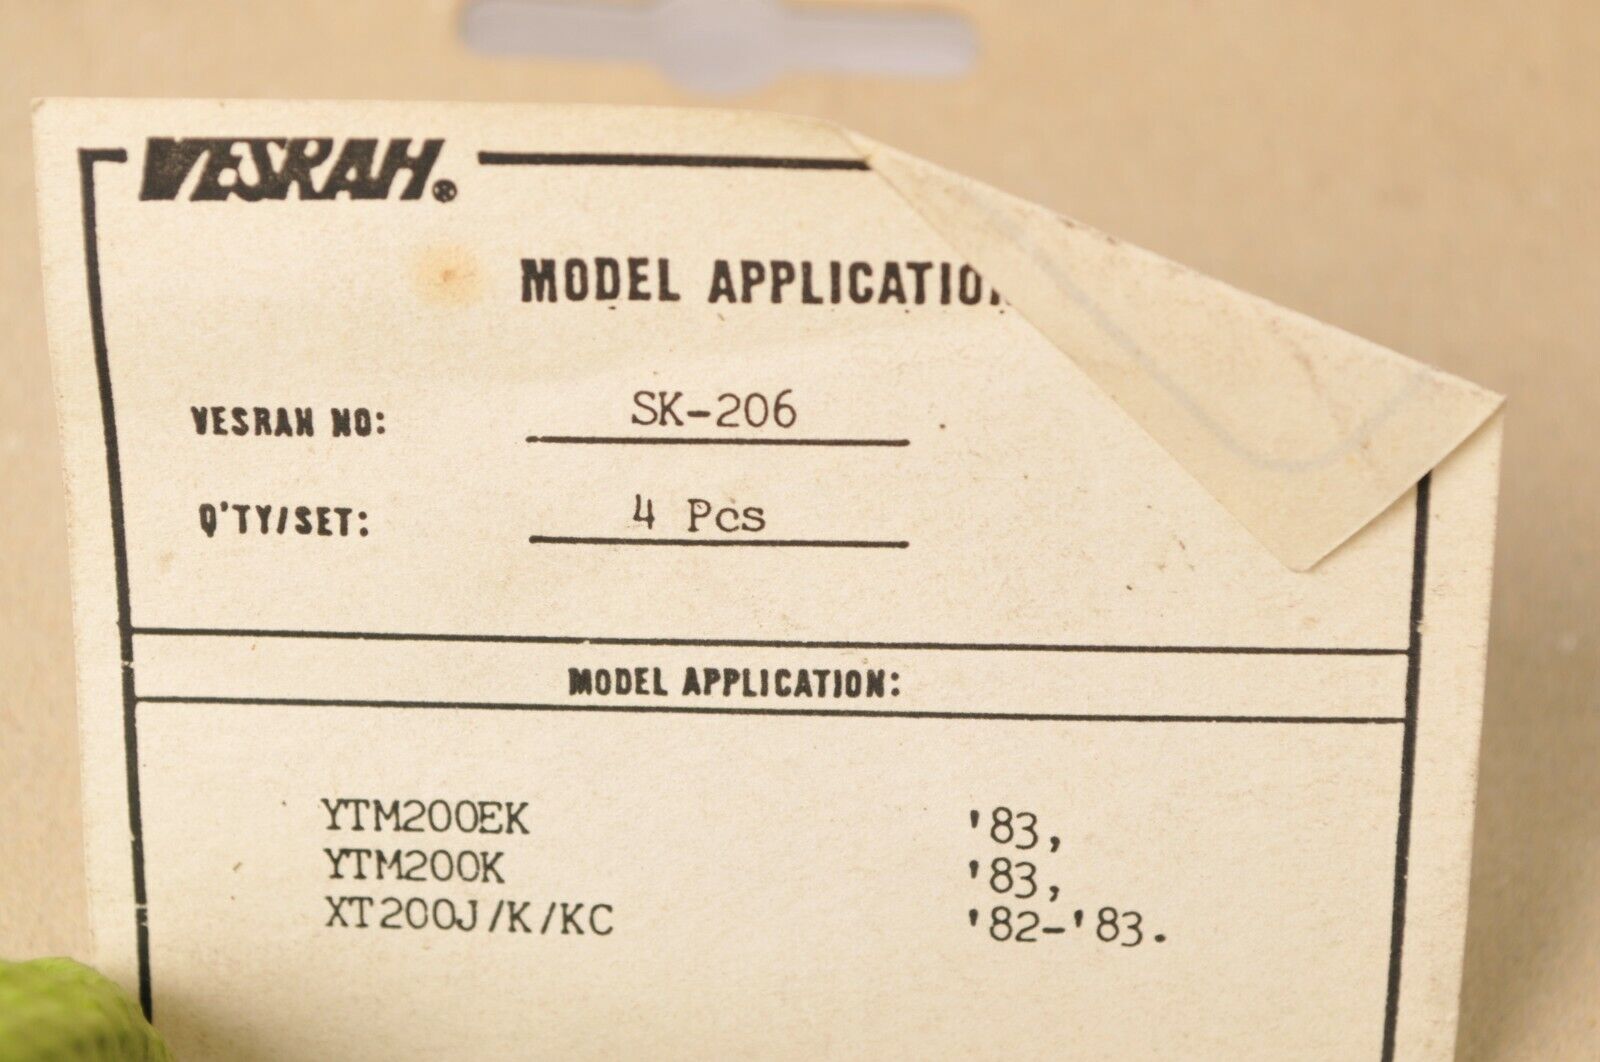 VESRAH®
MODEL APPLICATIO
VESRAH NO: SK-206
Q'TY/SET: 4 Pcs
MODEL APPLICATION:
YTM200EK '83,
YTM200K '83,
XT200J/K/KC '82-'83.